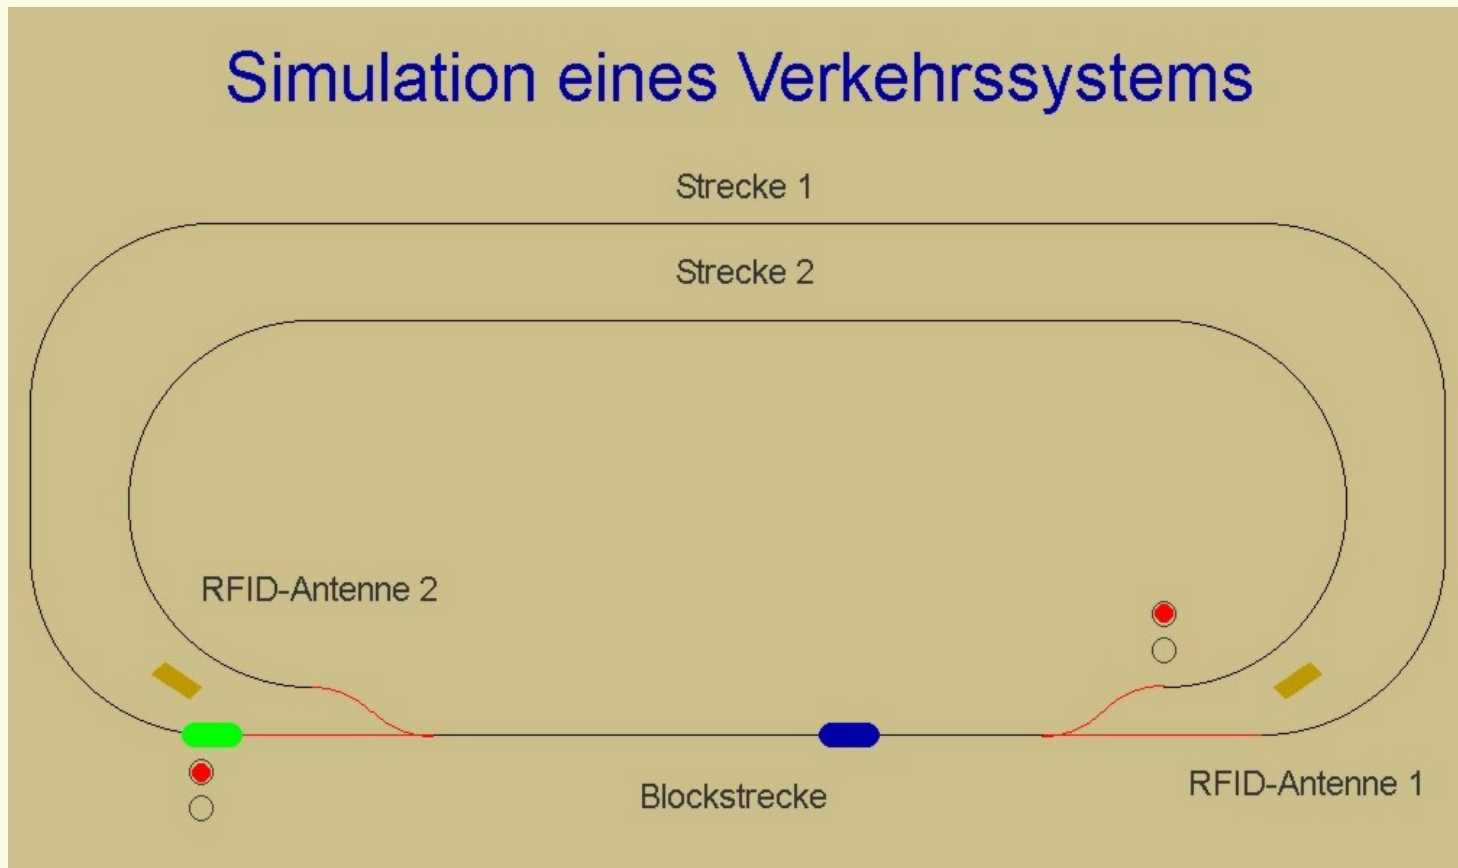 Simulation eines Verkehrssystems
Strecke 1
Strecke 2
RFID-Antenne 2
RFID-Antenne 1
Blockstrecke